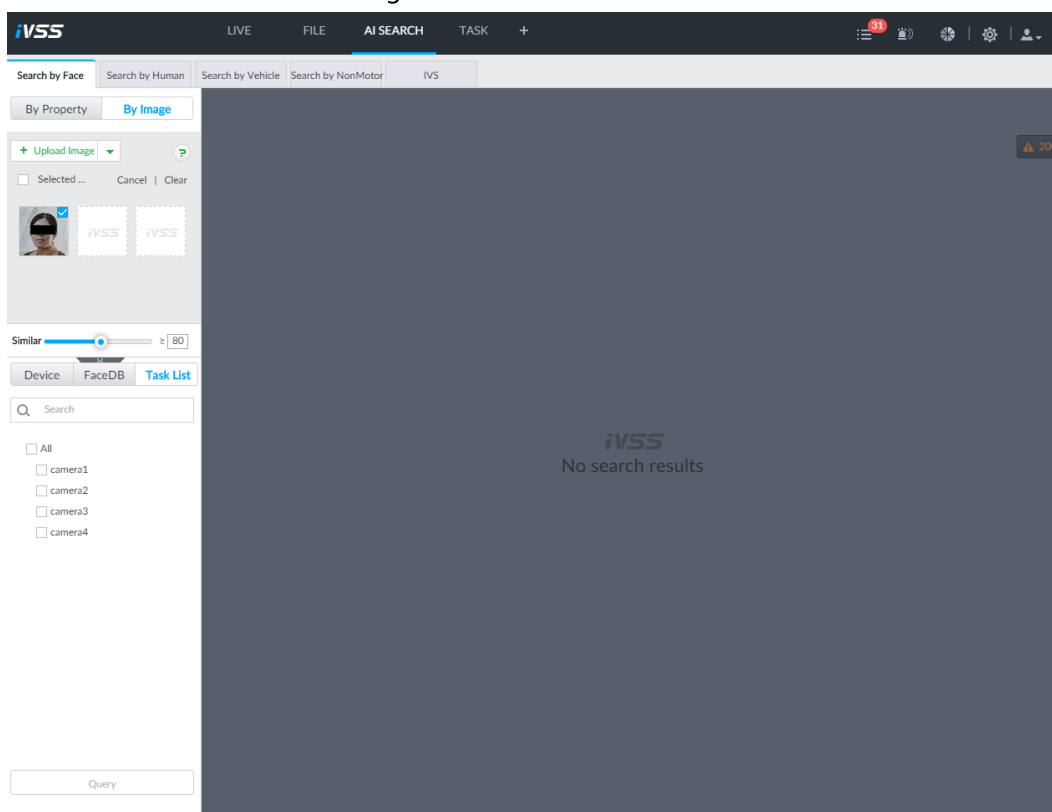 iVSS LIVE FILE AI SEARCH TASK + 31
Search by Face Search by Human Search by Vehicle Search by NonMotor IVS
By Property By Image
+ Upload Image ?
Selected ... Cancel | Clear
iVSS iVSS
Similar ≥ 80
Device FaceDB Task List
Search
All
camera1
camera2
camera3
camera4
iVSS
No search results
Query